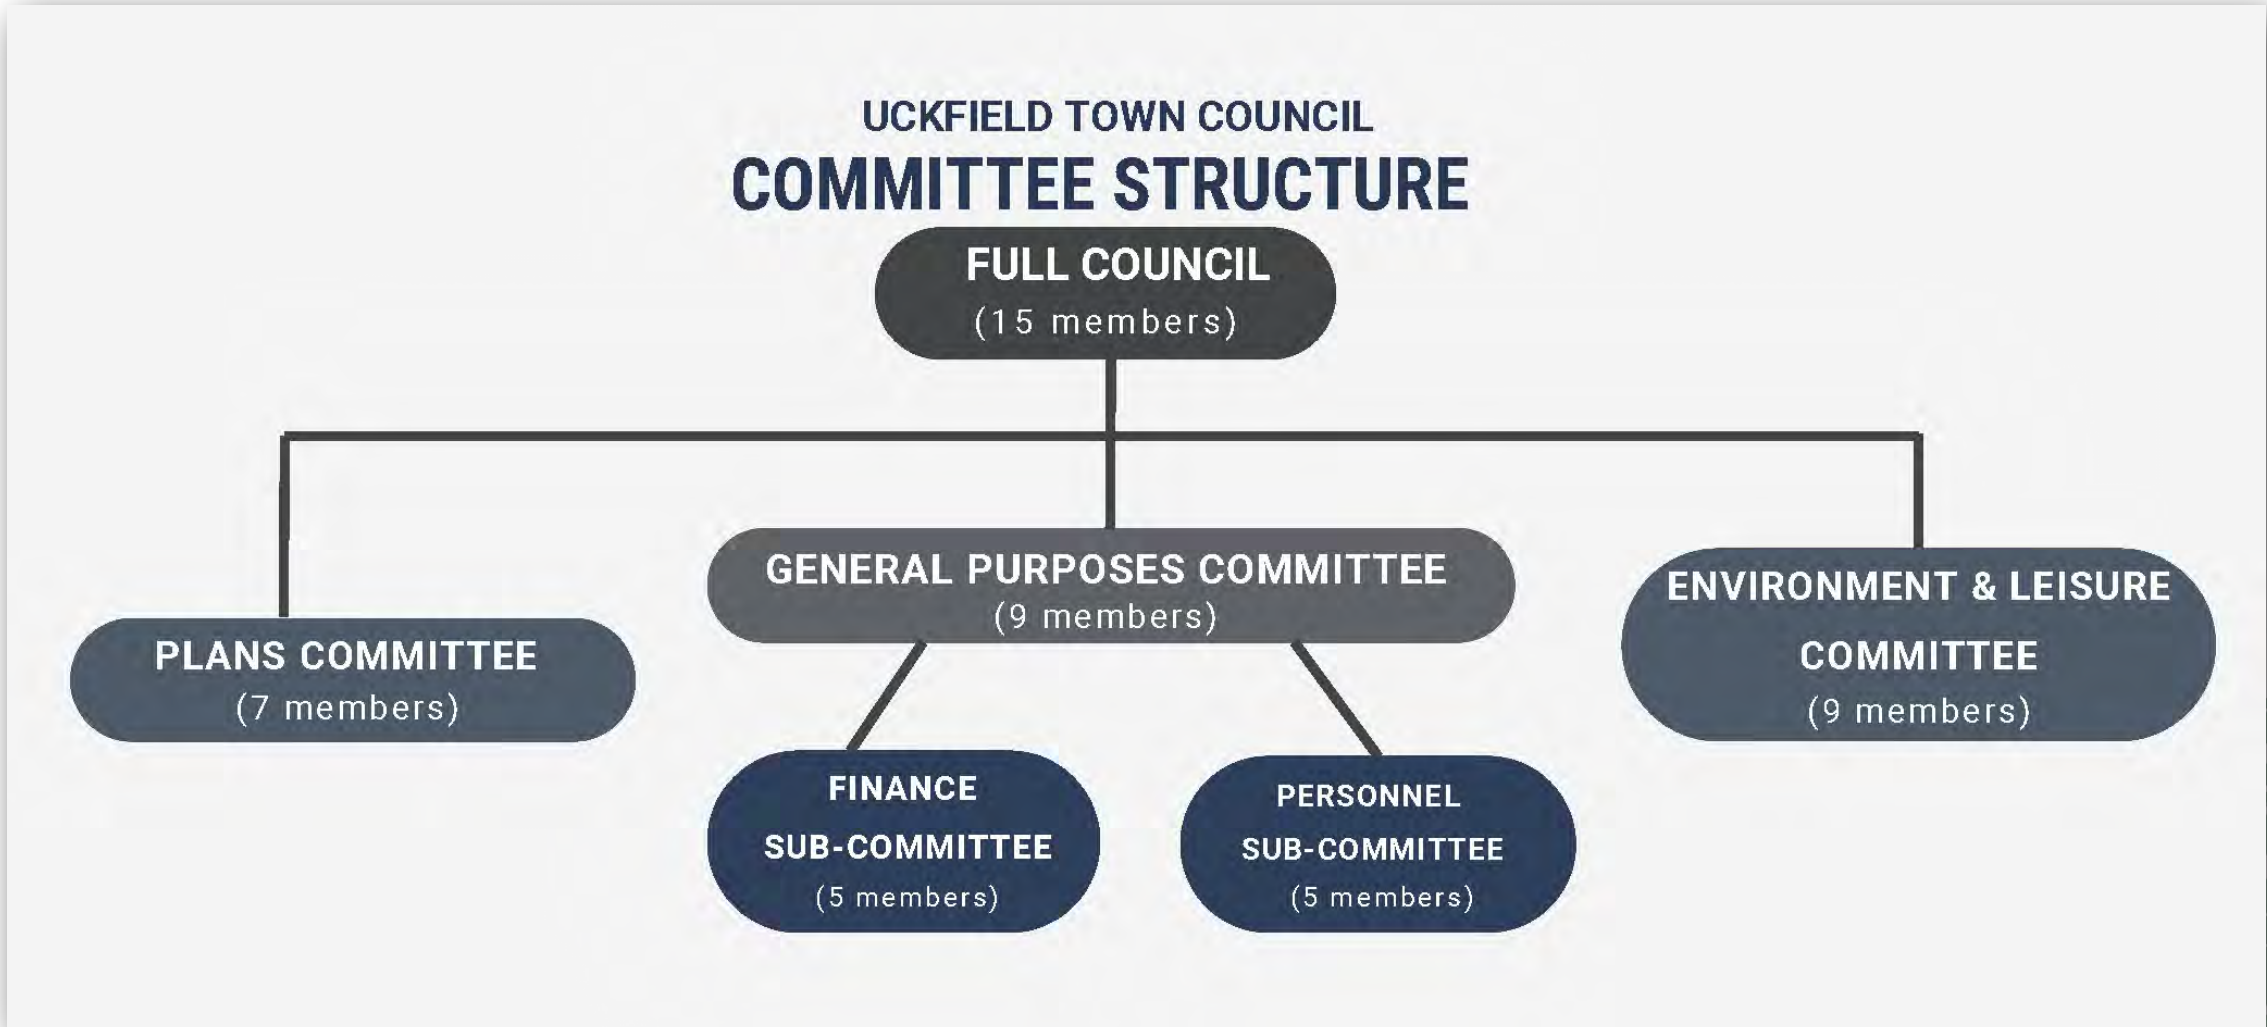 UCKFIELD TOWN COUNCIL
COMMITTEE STRUCTURE
FULL COUNCIL
(15 members)
PLANS COMMITTEE
(7 members)
GENERAL PURPOSES COMMITTEE
(9 members)
ENVIRONMENT & LEISURE
COMMITTEE
(9 members)
FINANCE
SUB-COMMITTEE
(5 members)
PERSONNEL
SUB-COMMITTEE
(5 members)